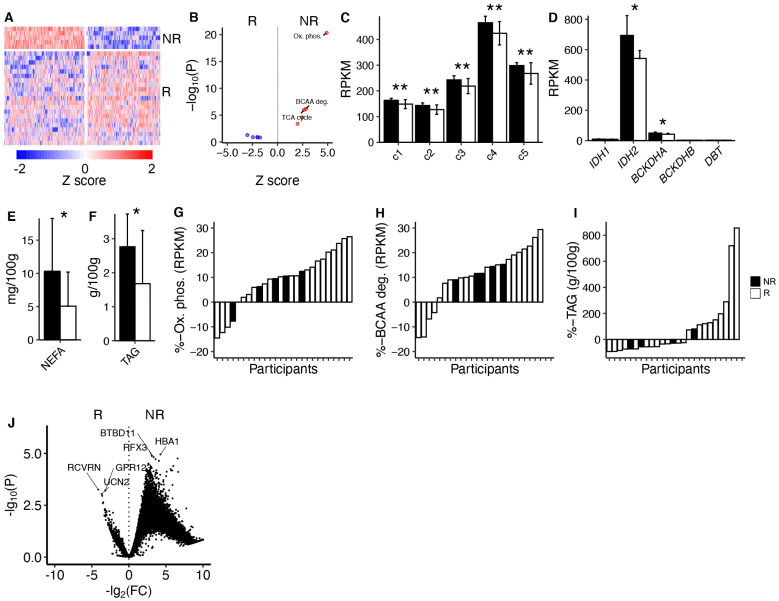 A
NR
R
−2 0 2
Z score
B
R NR
Ox. phos.
BCAA deg.
TCA cycle
−log10(P)
20
15
10
5
0
−5.0 −2.5 0.0 2.5 5.0
Z score
C
RPKM
500
400
300
200
100
0
** ** ** ** **
c1 c2 c3 c4 c5
D
RPKM
800
600
400
200
0
* *
IDH1 IDH2 BCKDHA BCKDHB DBT
E
mg/100g
15
10
5
0
*
NEFA
F
g/100g
3
2
1
0
*
TAG
G
%−Ox. phos. (RPKM)
30
20
10
0
−10
−20
Participants
H
%−BCAA deg. (RPKM)
30
20
10
0
−10
−20
Participants
I
%−TAG (g/100g)
800
600
400
200
0
Participants
NR
R
J
R NR
BTBD11
RFX3
HBA1
RCVRN
GPR12
UCN2
-lg10(P)
5.0
2.5
0.0
-10 -5 0 5 10
-lg2(FC)